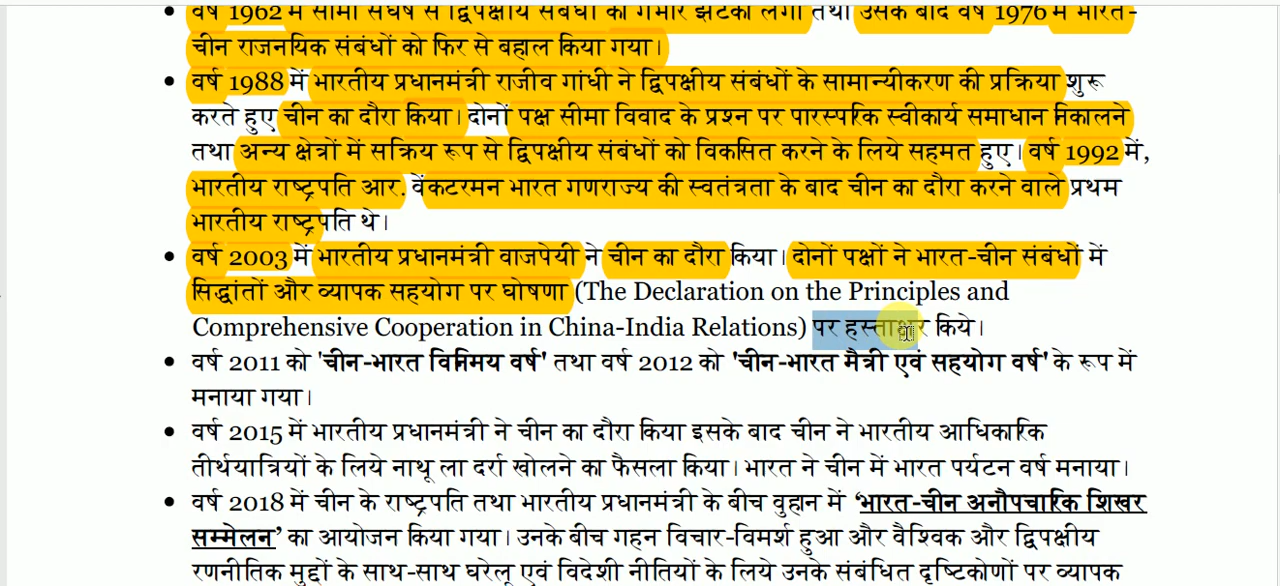 वर्ष 1962 में सीमा संघर्ष से द्विपक्षीय संबंधों को गंभीर झटका लगा तथा उसके बाद वर्ष 1976 में भारत-
चीन राजनयिक संबंधों को फिर से बहाल किया गया।
वर्ष 1988 में भारतीय प्रधानमंत्री राजीव गांधी ने द्विपक्षीय संबंधों के सामान्यीकरण की प्रक्रिया शुरू
करते हुए चीन का दौरा किया। दोनों पक्ष सीमा विवाद के प्रश्न पर पारस्परिक स्वीकार्य समाधान निकालने
तथा अन्य क्षेत्रों में सक्रिय रूप से द्विपक्षीय संबंधों को विकसित करने के लिये सहमत हुए। वर्ष 1992 में,
भारतीय राष्ट्रपति आर. वेंकटरमन भारत गणराज्य की स्वतंत्रता के बाद चीन का दौरा करने वाले प्रथम
भारतीय राष्ट्रपति थे।
वर्ष 2003 में भारतीय प्रधानमंत्री वाजपेयी ने चीन का दौरा किया। दोनों पक्षों ने भारत-चीन संबंधों में
सिद्धांतों और व्यापक सहयोग पर घोषणा (The Declaration on the Principles and
Comprehensive Cooperation in China-India Relations) पर हस्ताक्षर किये।
वर्ष 2011 को 'चीन-भारत विनिमय वर्ष' तथा वर्ष 2012 को 'चीन-भारत मैत्री एवं सहयोग वर्ष' के रूप में
मनाया गया।
वर्ष 2015 में भारतीय प्रधानमंत्री ने चीन का दौरा किया इसके बाद चीन ने भारतीय आधिकारिक
तीर्थयात्रियों के लिये नाथू ला दर्रा खोलने का फैसला किया। भारत ने चीन में भारत पर्यटन वर्ष मनाया।
वर्ष 2018 में चीन के राष्ट्रपति तथा भारतीय प्रधानमंत्री के बीच वुहान में ‘भारत-चीन अनौपचारिक शिखर
सम्मेलन’ का आयोजन किया गया। उनके बीच गहन विचार-विमर्श हुआ और वैश्विक और द्विपक्षीय
रणनीतिक मुद्दों के साथ-साथ घरेलू एवं विदेशी नीतियों के लिये उनके संबंधित दृष्टिकोणों पर व्यापक